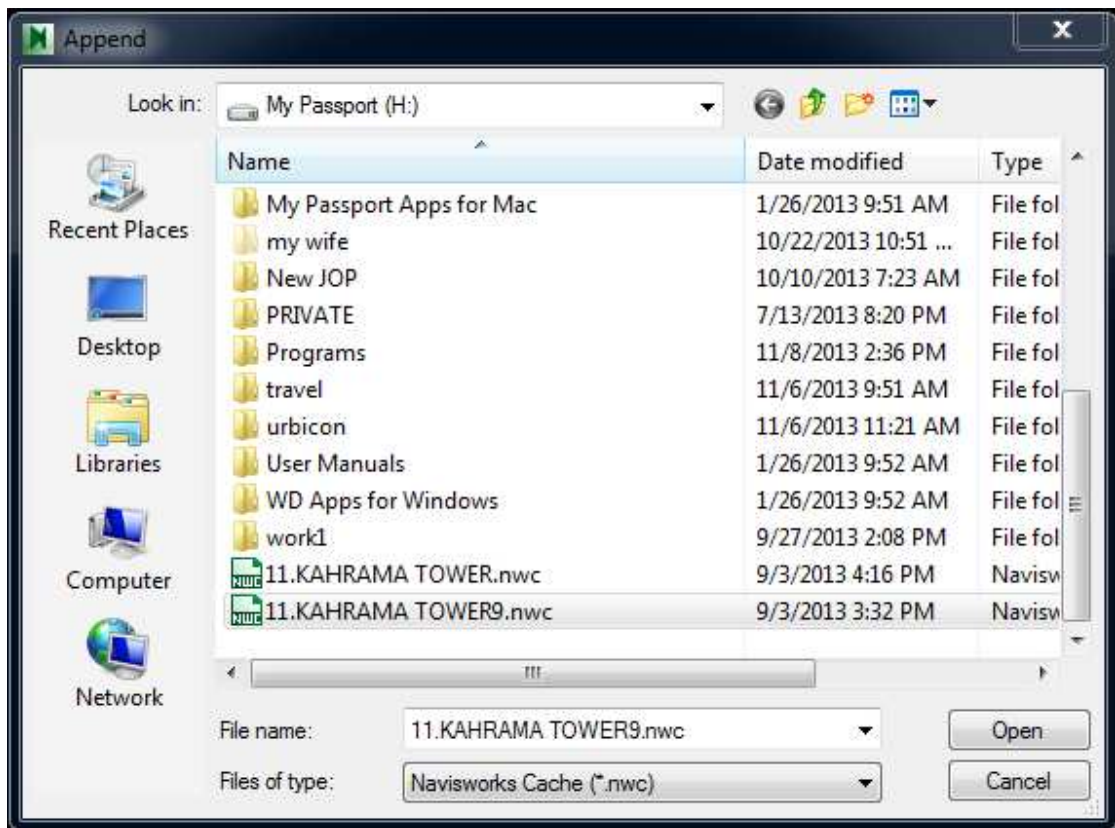 Append
Look in: My Passport (H:)
Name Date modified Type
My Passport Apps for Mac 1/26/2013 9:51 AM File fol
my wife 10/22/2013 10:51 ... File fol
New JOP 10/10/2013 7:23 AM File fol
PRIVATE 7/13/2013 8:20 PM File fol
Programs 11/8/2013 2:36 PM File fol
travel 11/6/2013 9:51 AM File fol
urbicon 11/6/2013 11:21 AM File fol
User Manuals 1/26/2013 9:52 AM File fol
WD Apps for Windows 1/26/2013 9:52 AM File fol
work1 9/27/2013 2:08 PM File fol
NWC 11.KAHRAMA TOWER.nwc 9/3/2013 4:16 PM Navisw
NWC 11.KAHRAMA TOWER9.nwc 9/3/2013 3:32 PM Navisw
Recent Places
Desktop
Libraries
Computer
Network
File name: 11.KAHRAMA TOWER9.nwc Open
Files of type: Navisworks Cache (*.nwc) Cancel